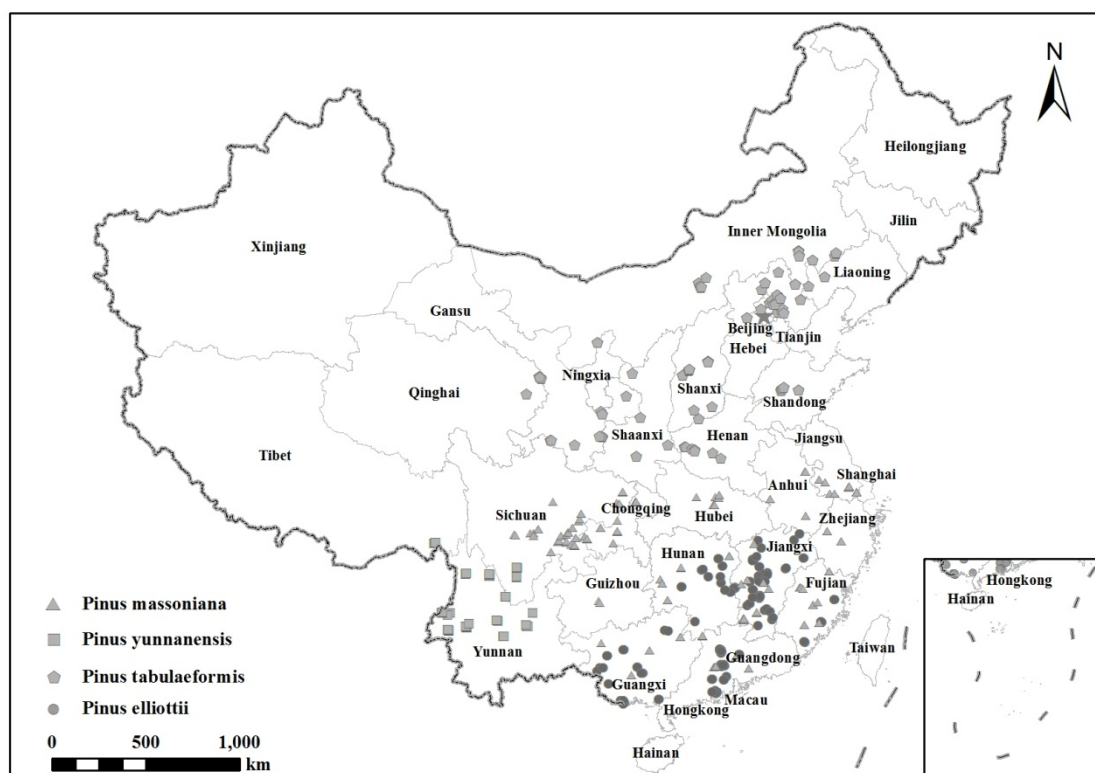 N
Heilongjiang
Jilin
Inner Mongolia
Xinjiang
Liaoning
Gansu
Beijing
Tianjin
Hebei
Ningxia
Qinghai
Shanxi
Shandong
Shaanxi
Henan
Jiangsu
Tibet
Shanghai
Anhui
Chongqing
Sichuan
Hubei
Zhejiang
Hunan
Jiangxi
Guizhou
Fujian
Taiwan
Yunnan
Guangdong
Guangxi
Macau
Hongkong
Hainan
Hongkong
Hainan
Pinus massoniana
Pinus yunnanensis
Pinus tabulaeformis
Pinus elliottii
0 500 1,000
km